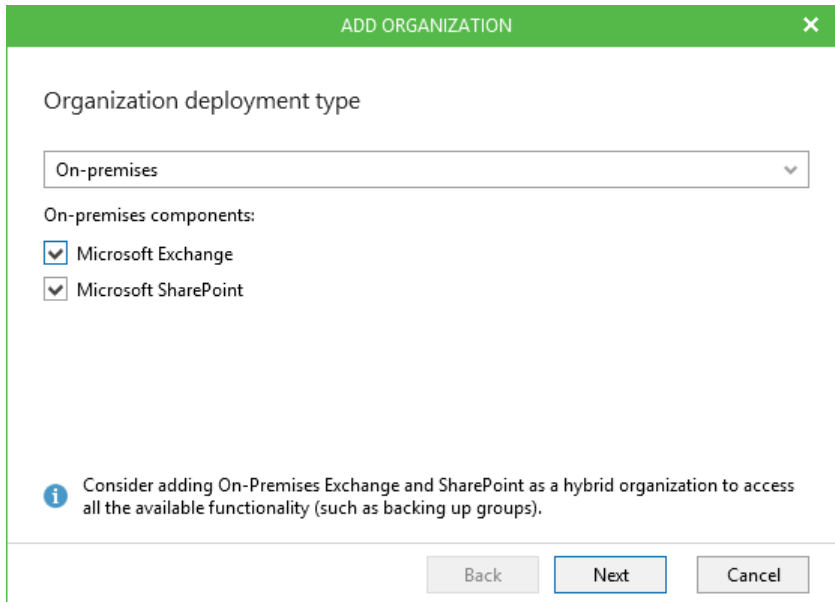 ADD ORGANIZATION
Organization deployment type
On-premises
On-premises components:
Microsoft Exchange
Microsoft SharePoint
Consider adding On-Premises Exchange and SharePoint as a hybrid organization to access
all the available functionality (such as backing up groups).
Back Next Cancel